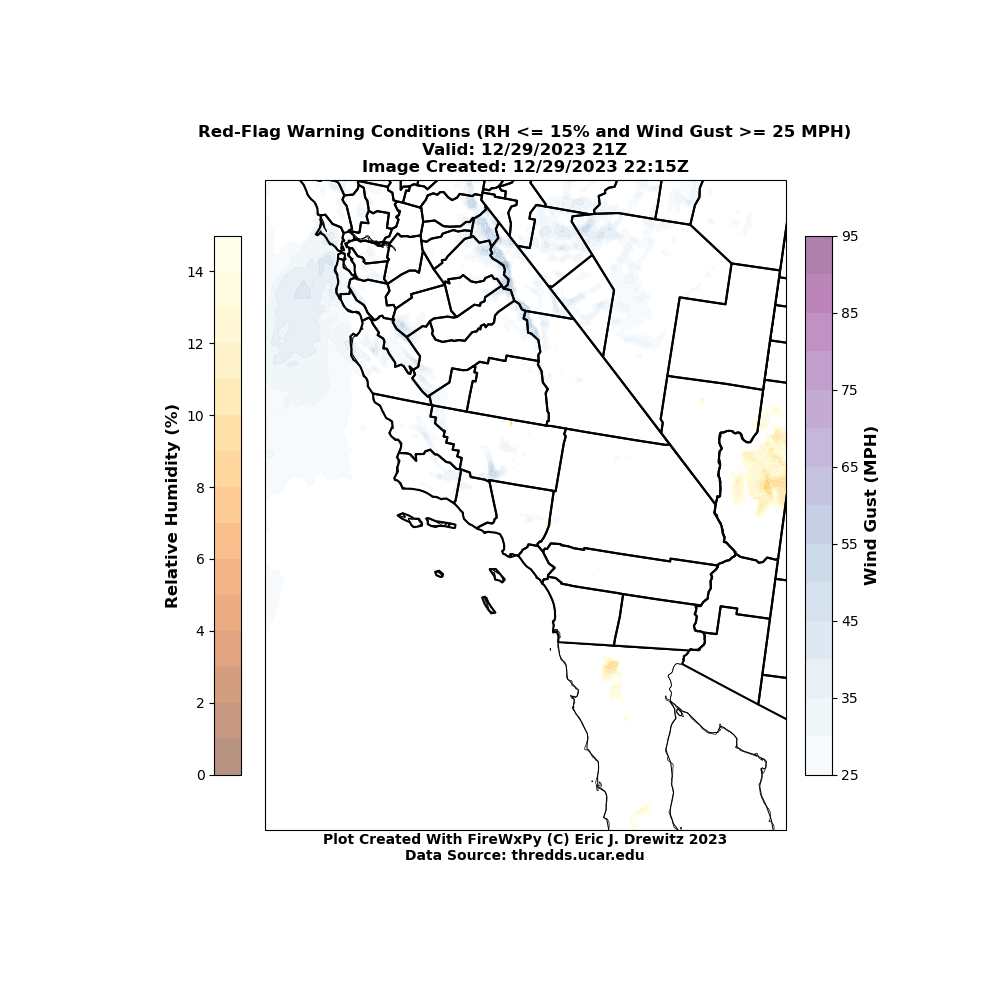 Red-Flag Warning Conditions (RH <= 15% and Wind Gust >= 25 MPH)
Valid: 12/29/2023 21Z
Image Created: 12/29/2023 22:15Z
Relative Humidity (%)
14
12
10
8
6
4
2
0
95
85
75
65
55
45
35
25
Wind Gust (MPH)
Plot Created With FireWxPy (C) Eric J. Drewitz 2023
Data Source: thredds.ucar.edu